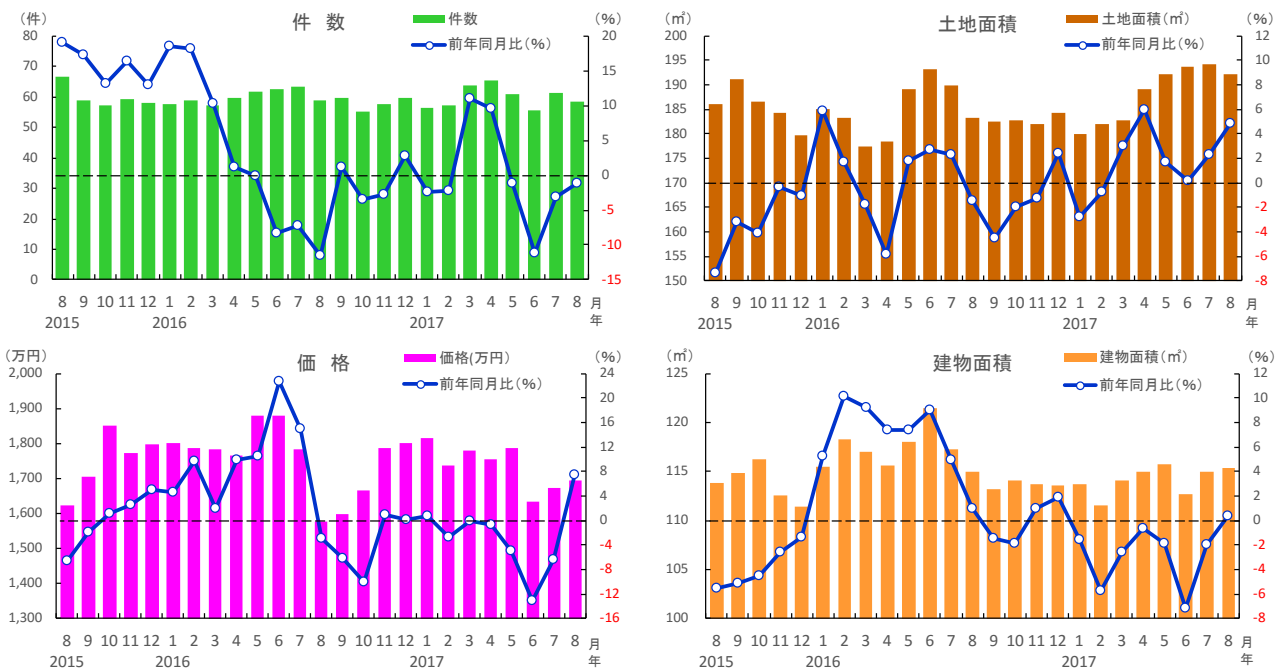 (件) 件 数 件数 (%)
前年同月比(%)
80 70 60 50 40 30 20 10 0
20 15 10 5 0 -5 -10 -15
8 9 10 11 12 1 2 3 4 5 6 7 8 9 10 11 12 1 2 3 4 5 6 7 8 月
2015 2016 2017 年
(㎡) 土地面積 土地面積(㎡) (%)
前年同月比(%)
200 195 190 185 180 175 170 165 160 155 150
12 10 8 6 4 2 0 -2 -4 -6 -8
8 9 10 11 12 1 2 3 4 5 6 7 8 9 10 11 12 1 2 3 4 5 6 7 8 月
2015 2016 2017 年
(万円) 価 格 価格(万円) (%)
前年同月比(%)
2,000 1,900 1,800 1,700 1,600 1,500 1,400 1,300
24 20 16 12 8 4 0 -4 -8 -12 -16
8 9 10 11 12 1 2 3 4 5 6 7 8 9 10 11 12 1 2 3 4 5 6 7 8 月
2015 2016 2017 年
(㎡) 建物面積 建物面積(㎡) (%)
前年同月比(%)
125 120 115 110 105 100
12 10 8 6 4 2 0 -2 -4 -6 -8
8 9 10 11 12 1 2 3 4 5 6 7 8 9 10 11 12 1 2 3 4 5 6 7 8 月
2015 2016 2017 年